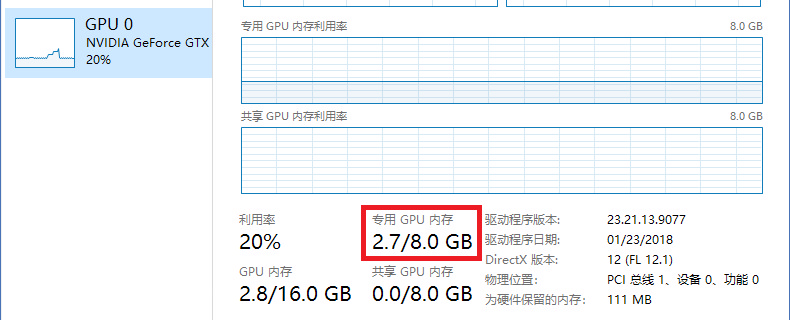 GPU 0
NVIDIA GeForce GTX
20%
专用 GPU 内存利用率 8.0 GB
共享 GPU 内存利用率 8.0 GB
利用率 专用 GPU 内存
20% 2.7/8.0 GB
GPU 内存 共享 GPU 内存
2.8/16.0 GB 0.0/8.0 GB
驱动程序版本: 23.21.13.9077
驱动程序日期: 01/23/2018
DirectX 版本: 12 (FL 12.1)
物理位置: PCI 总线 1、设备 0、功能 0
为硬件保留的内存: 111 MB